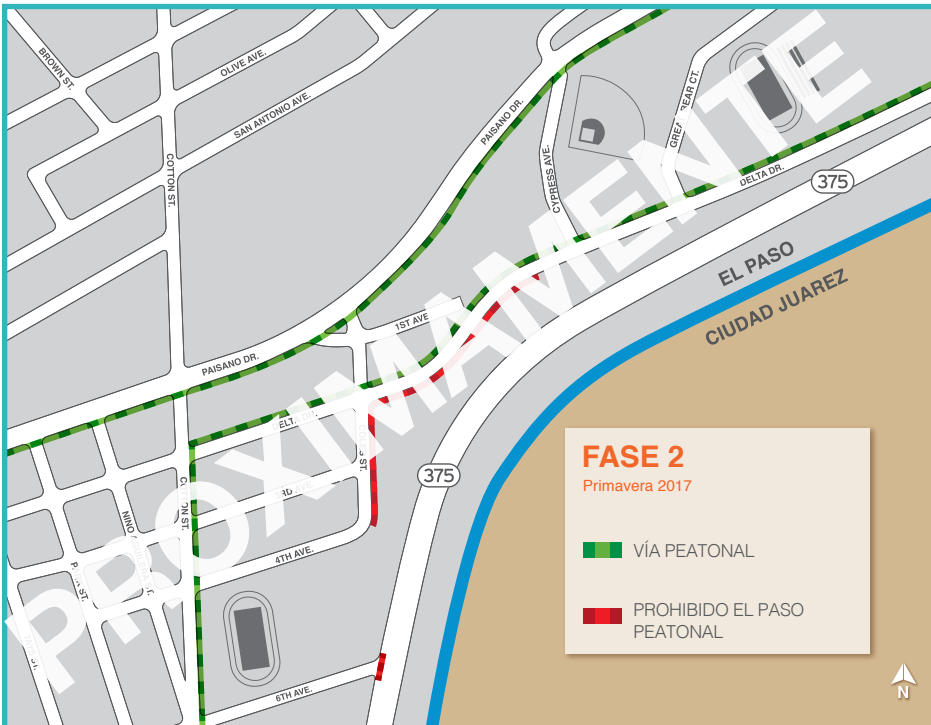 BROWN ST.
OLIVE AVE.
SAN ANTONIO AVE.
COTTON ST.
PAISANO DR.
CYPRESS AVE.
DELTA DR.
375
EL PASO
CIUDAD JUAREZ
1ST AVE
PAISANO DR.
375
4TH AVE.
6TH AVE.
PROXIMAMENTE
FASE 2
Primavera 2017
VÍA PEATONAL
PROHIBIDO EL PASO
PEATONAL
N